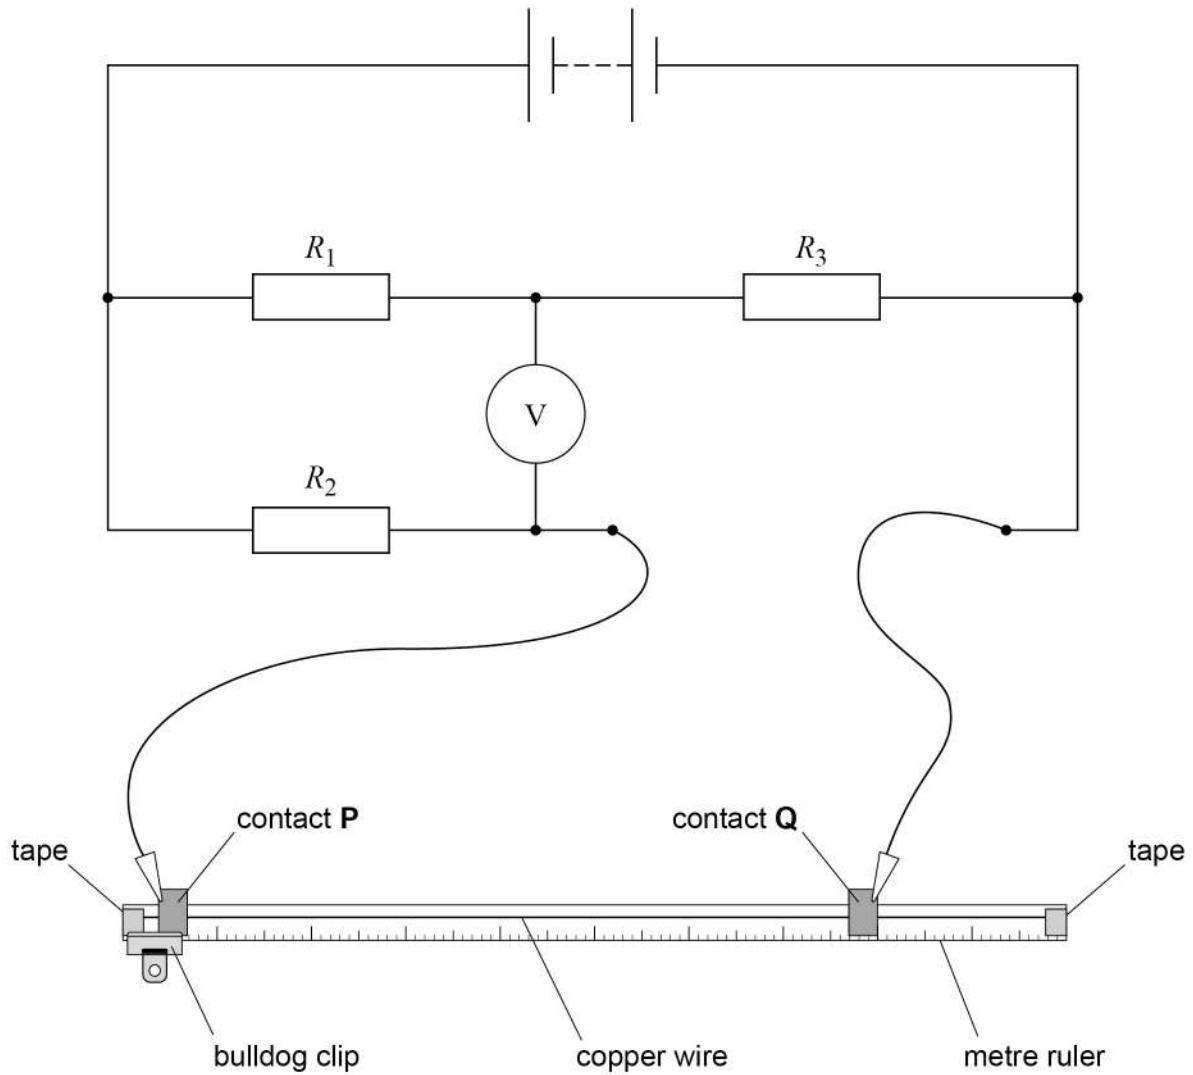 R1
R3
V
R2
contact P
contact Q
tape
tape
bulldog clip
copper wire
metre ruler